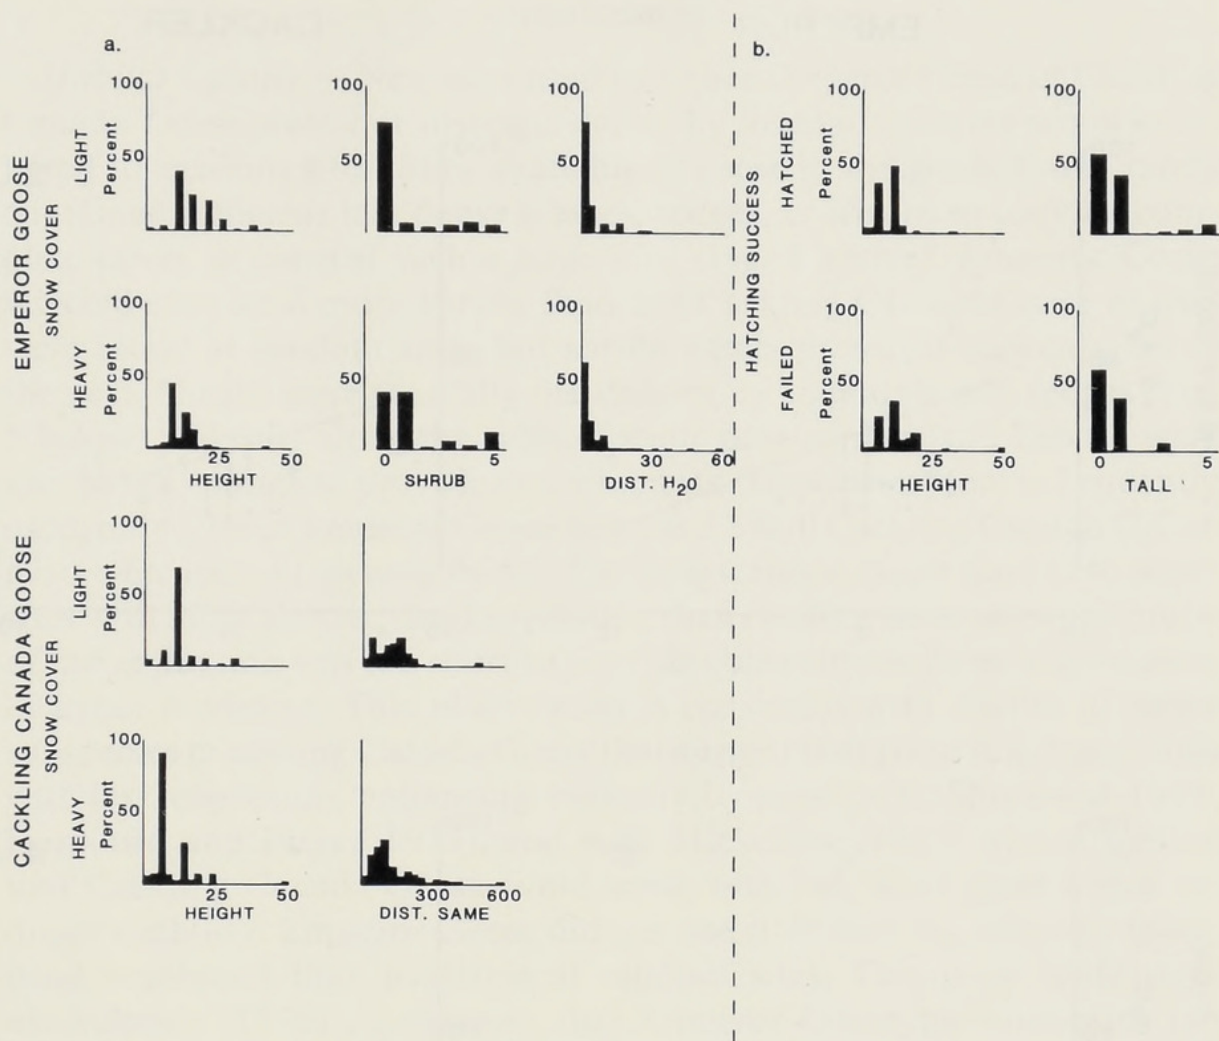 a.
EMPEROR GOOSE
SNOW COVER
LIGHT
Percent
100
50
100
50
100
50
HEAVY
Percent
100
50
50
100
50
25 50
HEIGHT
0 5
SHRUB
30 60
DIST. H₂O
CACKLING CANADA GOOSE
SNOW COVER
LIGHT
Percent
100
50
HEAVY
Percent
100
50
25 50
HEIGHT
300 600
DIST. SAME
b.
HATCHING SUCCESS
HATCHED
Percent
100
50
100
50
FAILED
Percent
100
50
100
50
25 50
HEIGHT
0 5
TALL